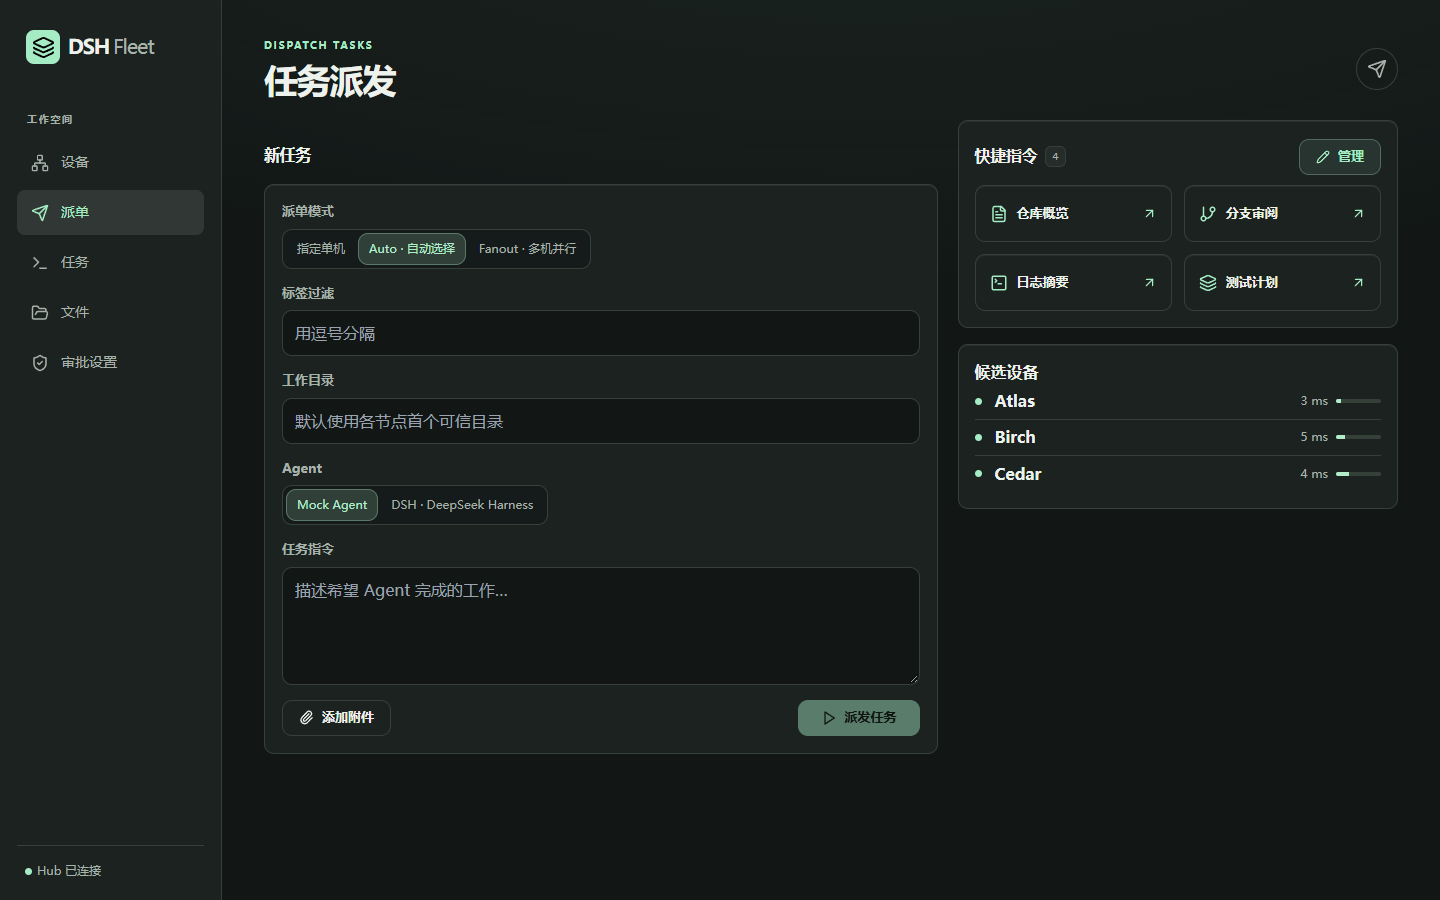 DSH Fleet
工作空间
设备
派单
任务
文件
审批设置
Hub 已连接
DISPATCH TASKS
任务派发
新任务
派单模式
指定单机
Auto · 自动选择
Fanout · 多机并行
标签过滤
用逗号分隔
工作目录
默认使用各节点首个可信目录
Agent
Mock Agent
DSH · DeepSeek Harness
任务指令
描述希望 Agent 完成的工作...
添加附件
派发任务
快捷指令 4
管理
仓库概览
分支审阅
日志摘要
测试计划
候选设备
Atlas 3 ms
Birch 5 ms
Cedar 4 ms